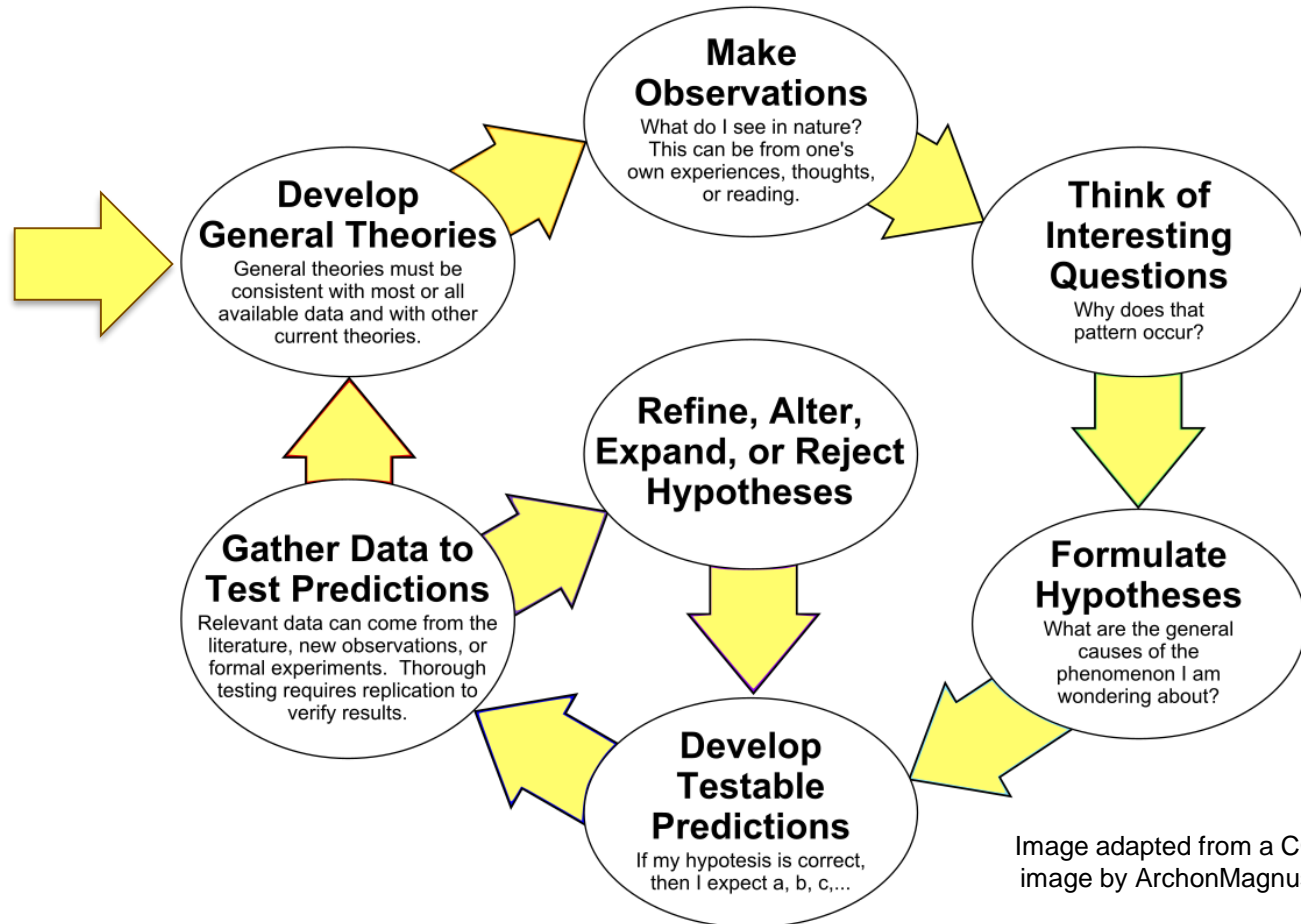 Make
Observations
What do I see in nature?
This can be from one's
own experiences, thoughts,
or reading.
Think of
Interesting
Questions
Why does that
pattern occur?
Formulate
Hypotheses
What are the general
causes of the
phenomenon I am
wondering about?
Develop
Testable
Predictions
If my hypotesis is correct,
then I expect a, b, c,...
Gather Data to
Test Predictions
Relevant data can come from the
literature, new observations, or
formal experiments. Thorough
testing requires replication to
verify results.
Refine, Alter,
Expand, or Reject
Hypotheses
Develop
General Theories
General theories must be
consistent with most or all
available data and with other
current theories.
Image adapted from a C
image by ArchonMagnu